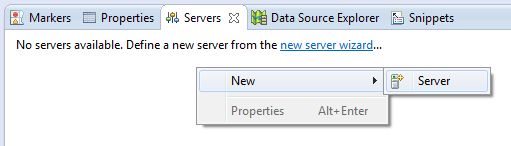 Markers Properties Servers Data Source Explorer Snippets
No servers available. Define a new server from the new server wizard...
New Server
Properties Alt+Enter